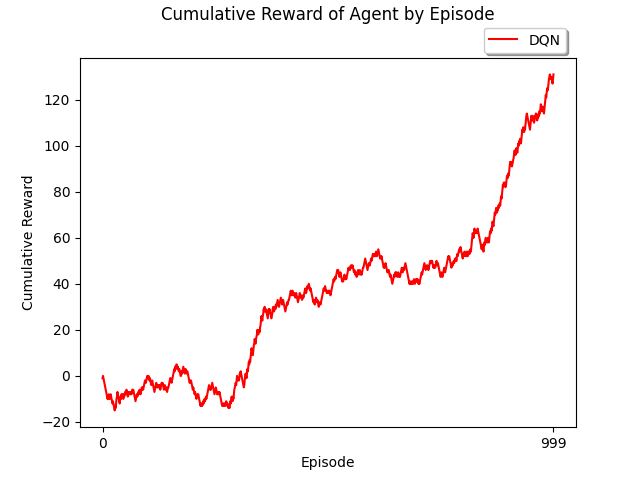 Cumulative Reward of Agent by Episode
DQN
120
100
80
60
40
20
0
−20
Cumulative Reward
0 999
Episode